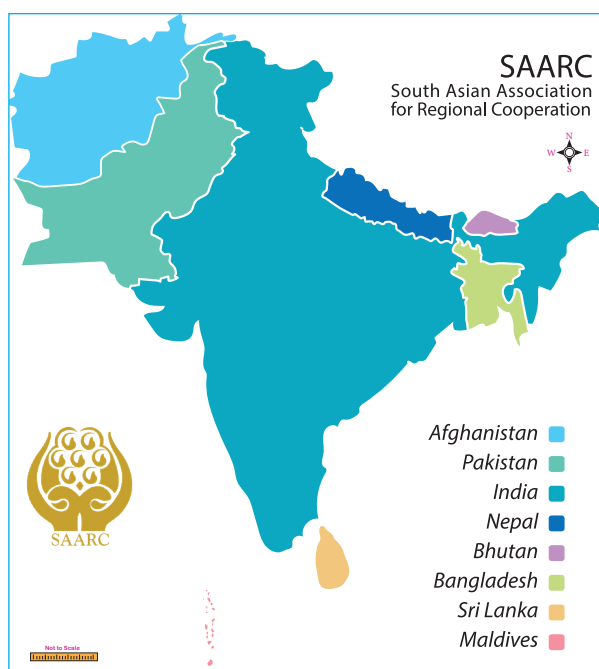 SAARC
South Asian Association
for Regional Cooperation
N
W E
S
Afghanistan
Pakistan
India
Nepal
Bhutan
Bangladesh
Sri Lanka
Maldives
SAARC
Not to Scale